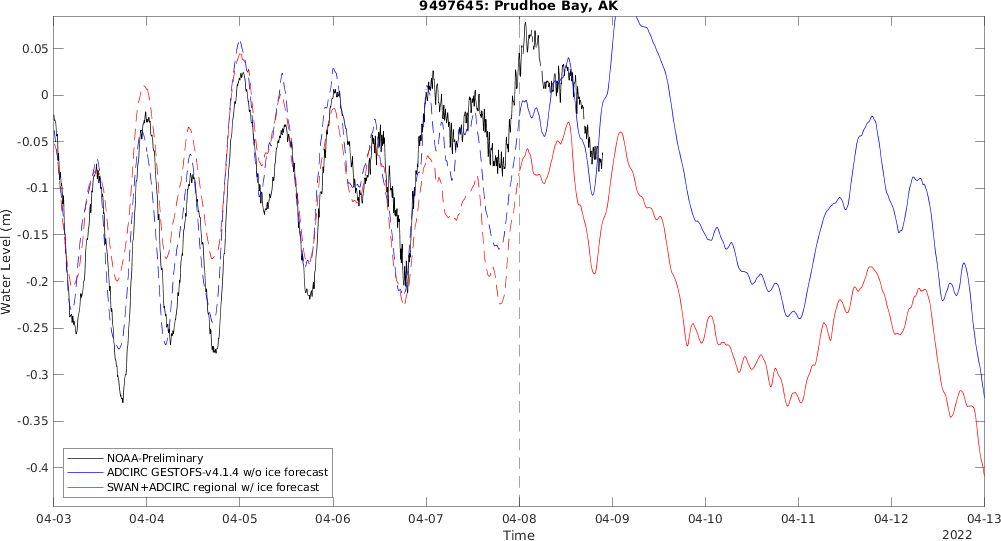 9497645: Prudhoe Bay, AK
Water Level (m)
0.05
0
-0.05
-0.1
-0.15
-0.2
-0.25
-0.3
-0.35
-0.4
NOAA-Preliminary
ADCIRC GESTOFS-v4.1.4 w/o ice forecast
SWAN+ADCIRC regional w/ ice forecast
04-03 04-04 04-05 04-06 04-07 04-08 04-09 04-10 04-11 04-12 04-13
Time
2022